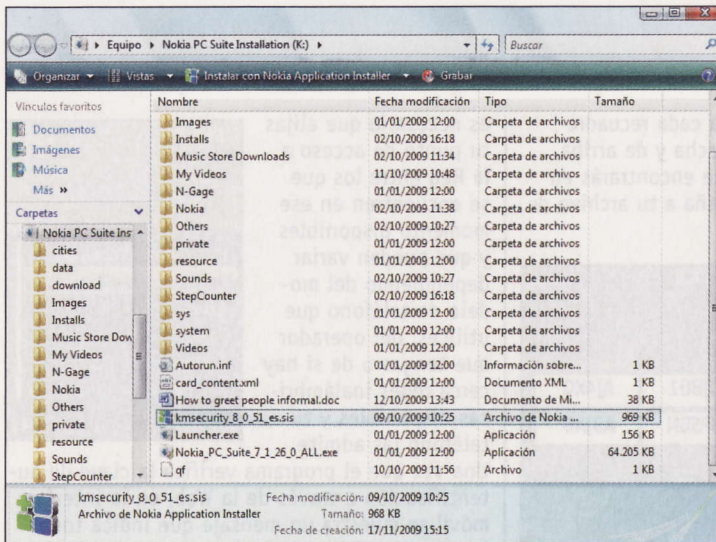 Equipo ▸ Nokia PC Suite Installation (K:) ▸ Buscar
Organizar Vistas Instalar con Nokia Application Installer Grabar
Vínculos favoritos
Documentos
Imágenes
Música
Más »
Carpetas
Nokia PC Suite Ins
cities
data
download
Images
Installs
Music Store Dow
My Videos
N-Gage
Nokia
Others
private
resource
Sounds
StepCounter
Nombre Fecha modificación Tipo Tamaño
Images 01/01/2009 12:00 Carpeta de archivos
Installs 01/01/2009 12:00 Carpeta de archivos
Music Store Downloads 02/10/2009 11:34 Carpeta de archivos
My Videos 11/10/2009 10:48 Carpeta de archivos
N-Gage 01/01/2009 12:00 Carpeta de archivos
Nokia 02/10/2009 11:38 Carpeta de archivos
Others 02/10/2009 Carpeta de archivos
private 01/01/2009 12:00 Carpeta de archivos
resource 01/01/2009 12:00 Carpeta de archivos
Sounds 02/10/2009 10:27 Carpeta de archivos
StepCounter 02/10/2009 16:18 Carpeta de archivos
sys 01/01/2009 12:00 Carpeta de archivos
system 01/01/2009 12:00 Carpeta de archivos
Videos 01/01/2009 12:00 Carpeta de archivos
Autorun.inf 01/01/2009 12:00 Información sobre... 1 KB
card_content.xml 01/01/2009 12:00 Documento XML 1 KB
How to greet people informal.doc 12/10/2009 13:43 Documento de Mi... 38 KB
kmsecurity_8_0_51_es.sis 09/10/2009 10:25 Archivo de Nokia ... 969 KB
Launcher.exe 01/01/2009 12:00 Aplicación 156 KB
Nokia_PC_Suite_7_1_26_0_ALL.exe 01/01/2009 12:00 Aplicación 64.205 KB
qf 10/10/2009 11:56 Archivo 1 KB
kmsecurity_8_0_51_es.sis Fecha modificación: 09/10/2009 10:25
Archivo de Nokia Application Installer Tamaño: 968 KB
Fecha de creación: 17/11/2009 15:15